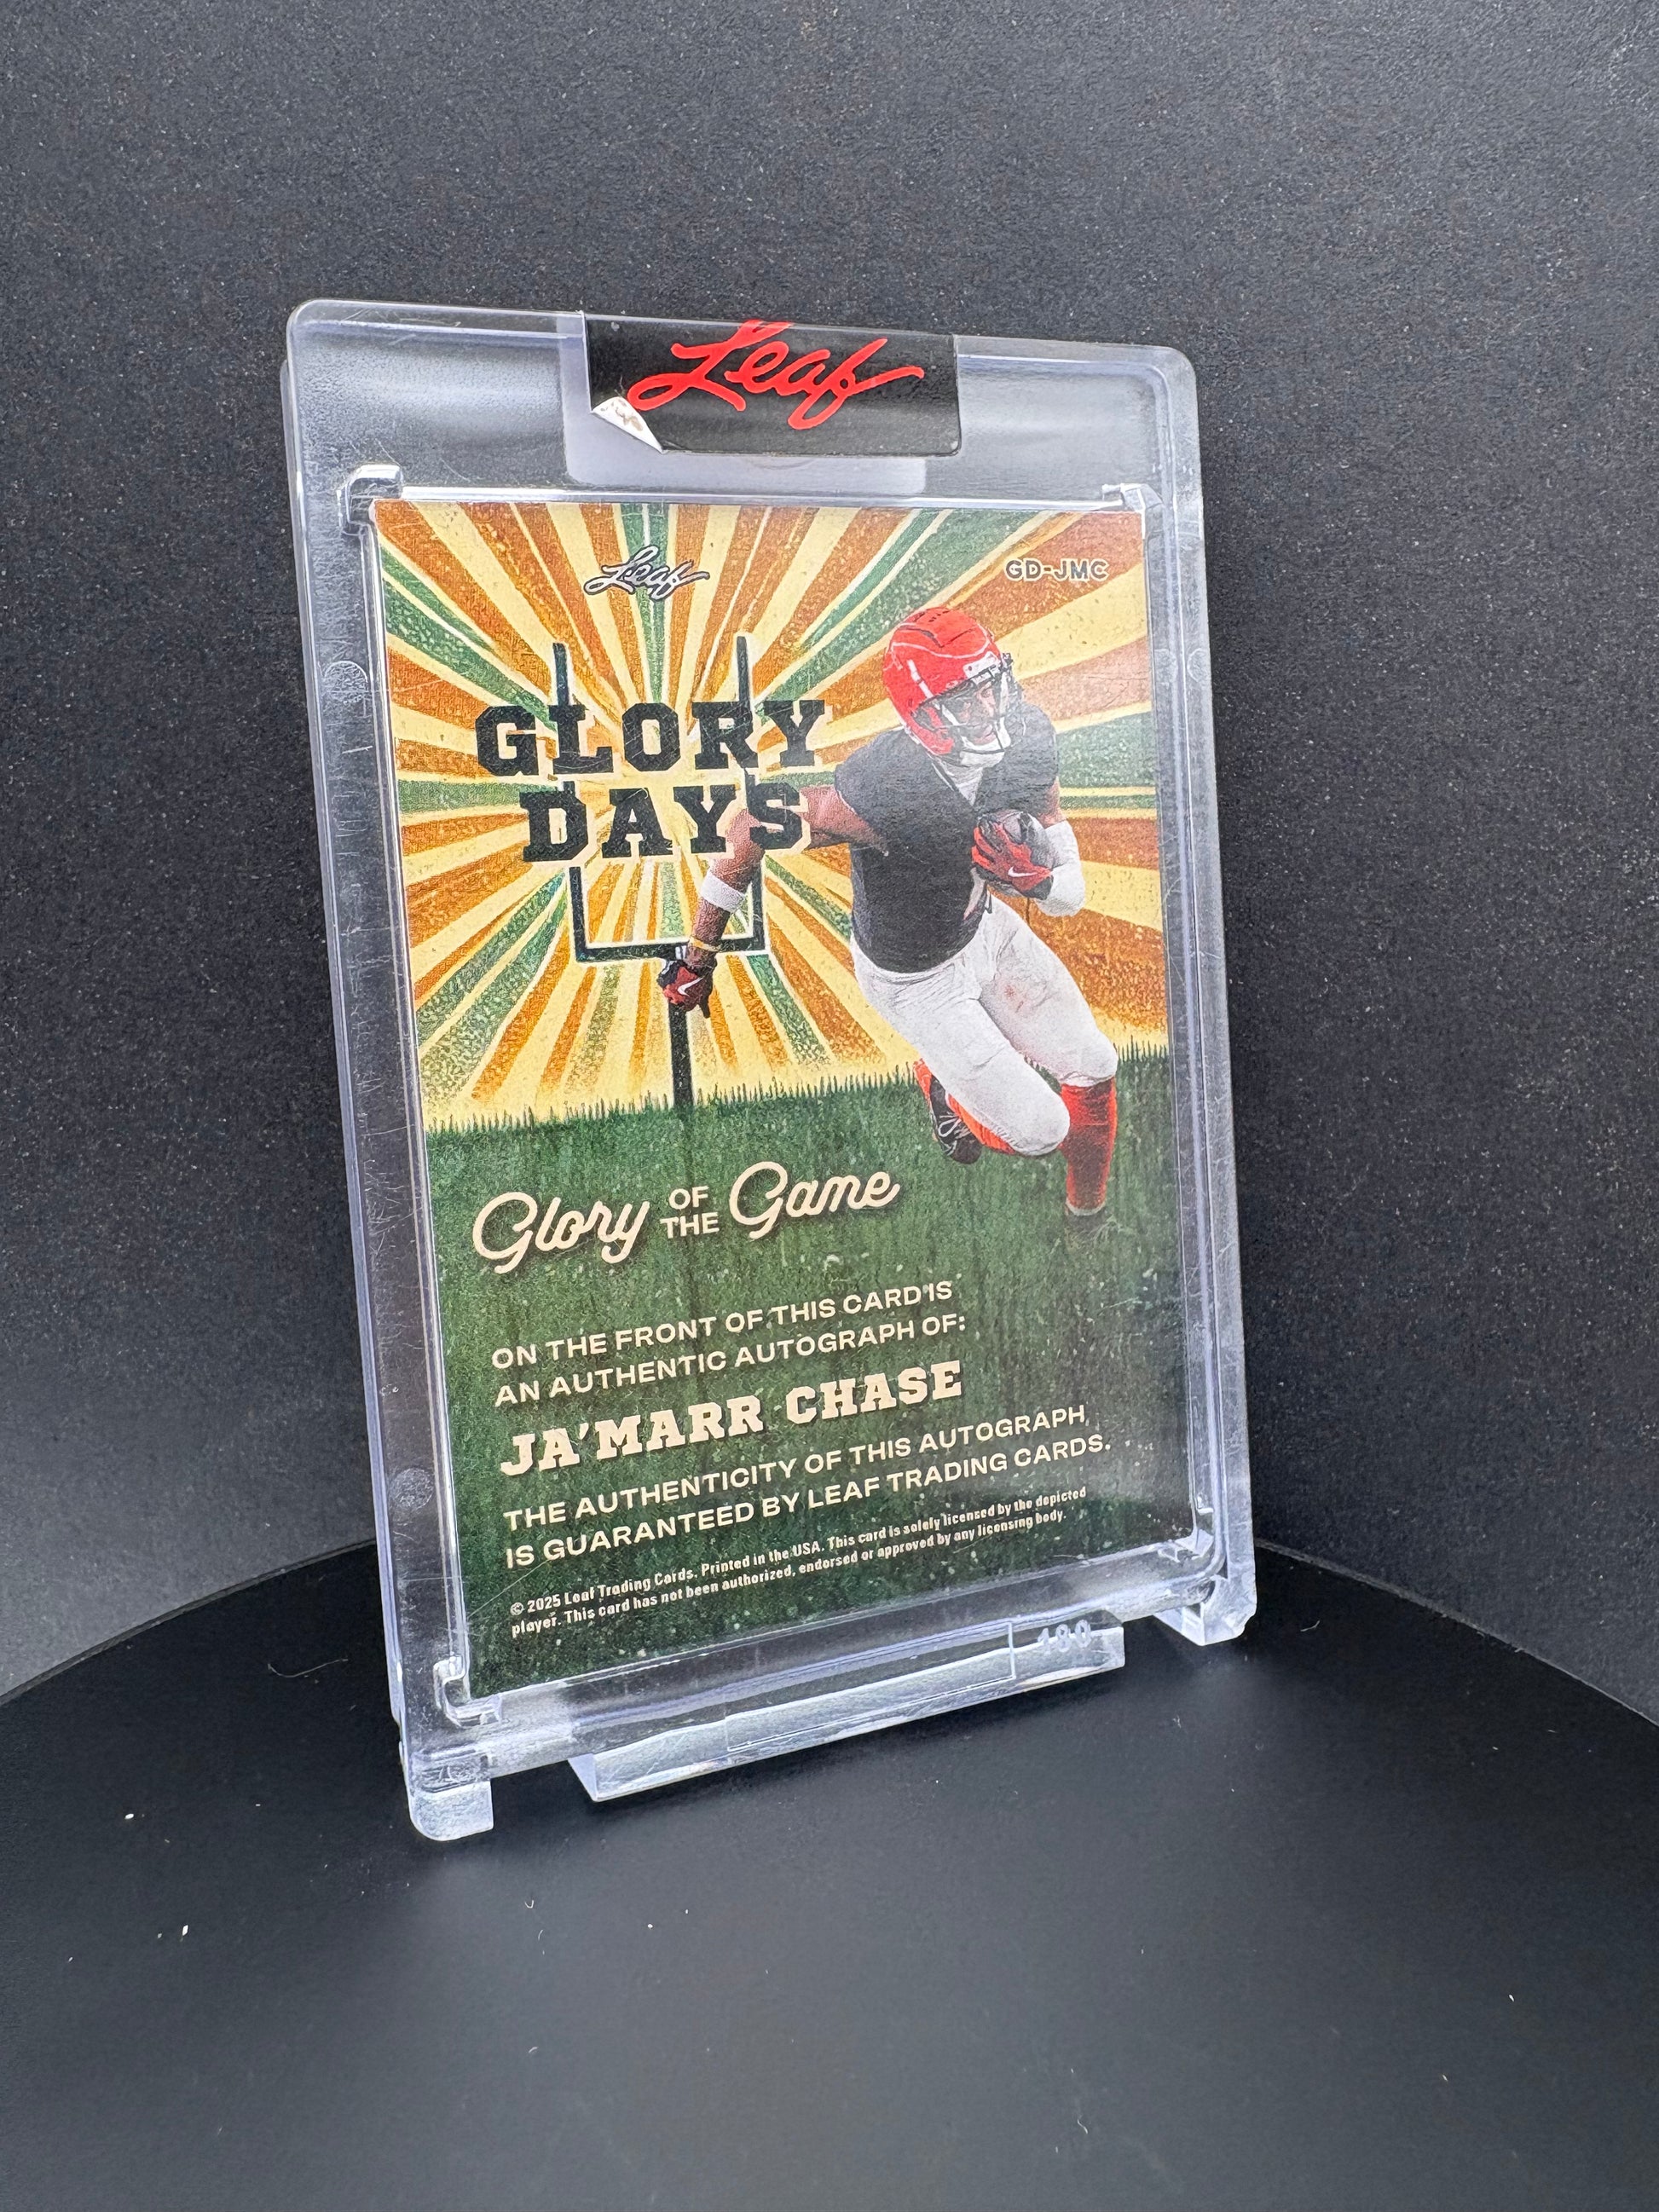 Leaf
Leaf
GD-JMC
GLORY
DAYS
Glory OF THE Game
ON THE FRONT OF THIS CARD IS
AN AUTHENTIC AUTOGRAPH OF:
JA'MARR CHASE
THE AUTHENTICITY OF THIS AUTOGRAPH
IS GUARANTEED BY LEAF TRADING CARDS.
© 2025 Leaf Trading Cards. Printed in the USA. This card is solely licensed by the depicted
player. This card has not been authorized, endorsed or approved by any licensing body.
180